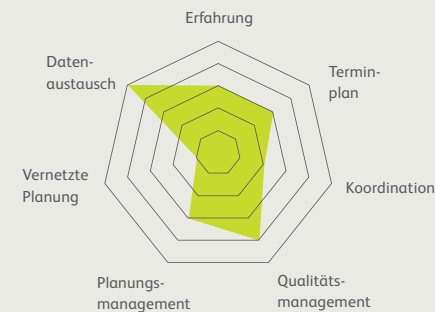 Erfahrung
Daten-
austausch
Termin-
plan
Vernetzte
Planung
Koordination
Planungs-
management
Qualitäts-
management